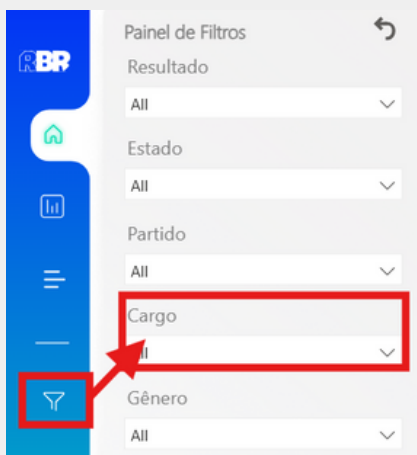 Painel de Filtros
RBR
Resultado
All
Estado
All
Partido
All
Cargo
Gênero
All